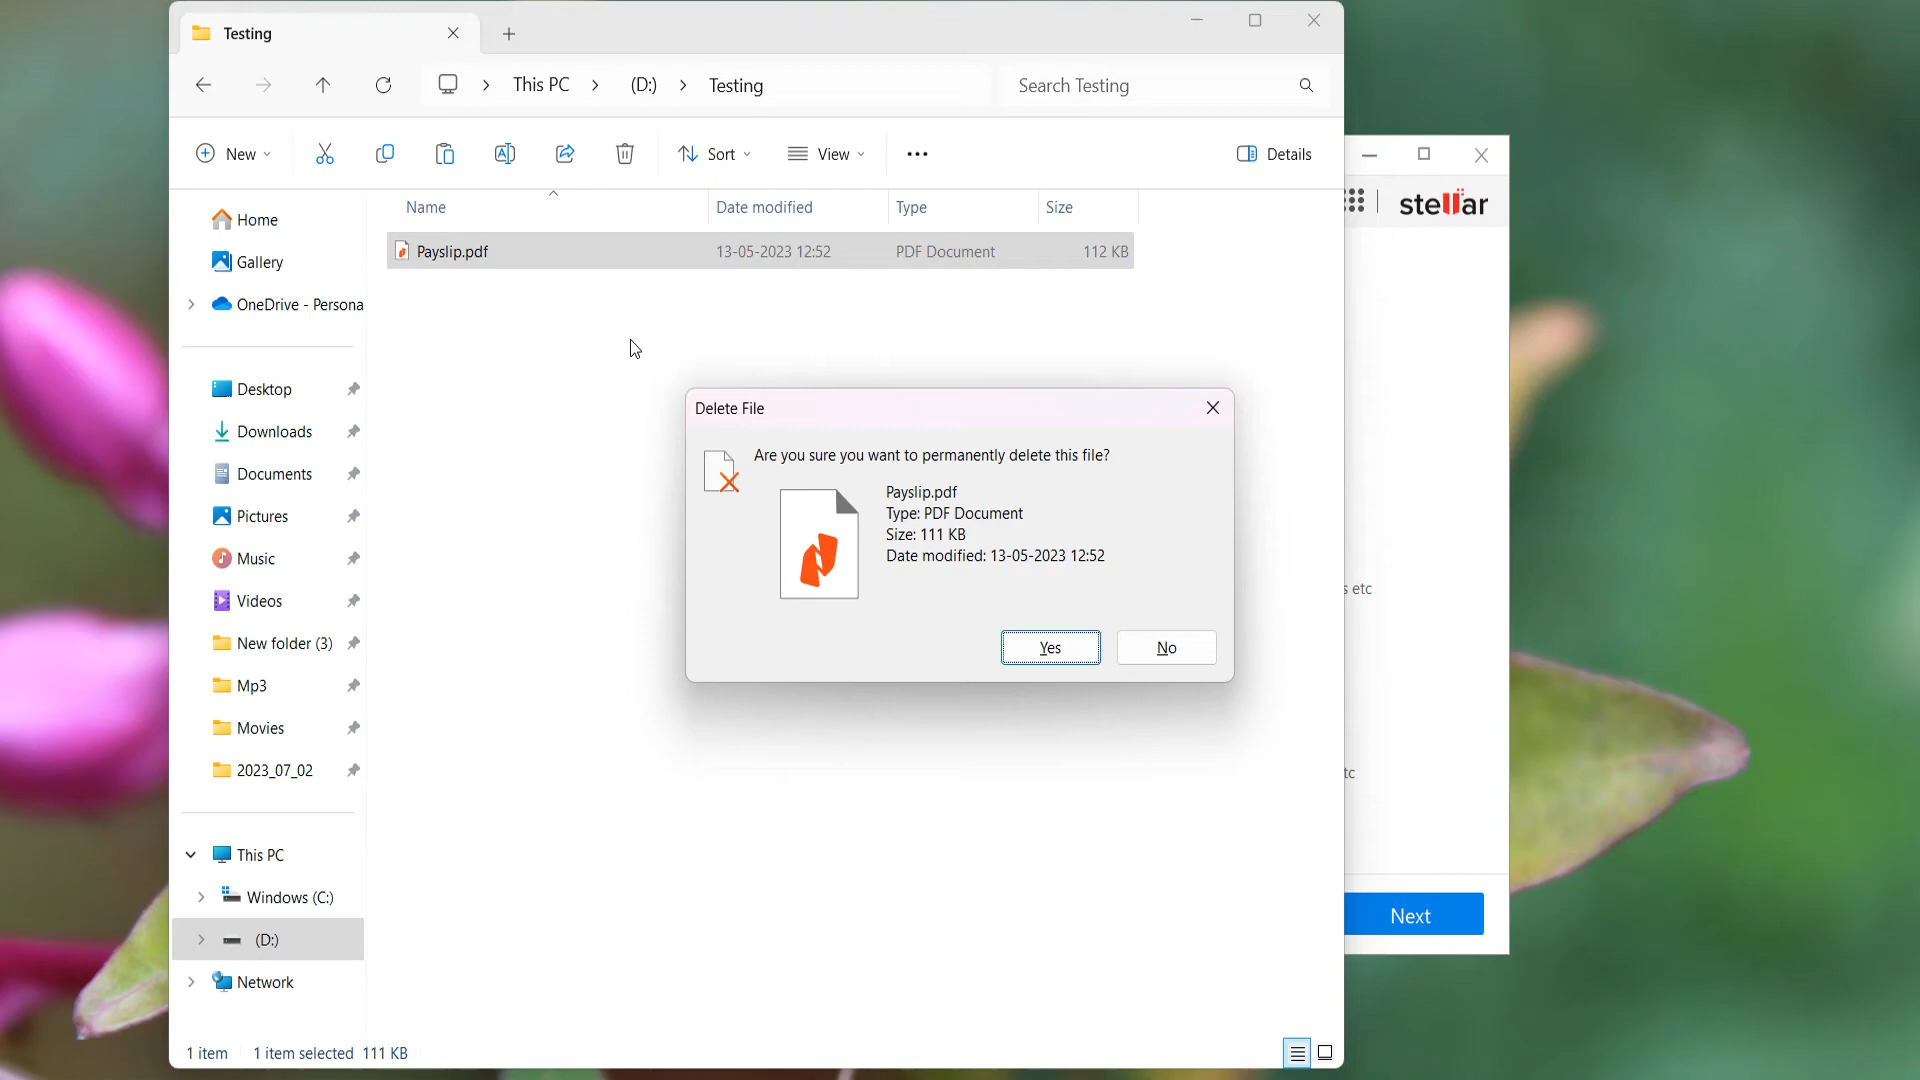 Testing
This PC
(D:)
Testing
Search Testing
New
Sort
View
Details
Name
Date modified
Type
Size
Payslip.pdf
13-05-2023 12:52
PDF Document
112 KB
Home
Gallery
OneDrive - Persona
Desktop
Downloads
Documents
Pictures
Music
Videos
New folder (3)
Mp3
Movies
2023_07_02
This PC
Windows (C:)
(D:)
Network
1 item
1 item selected 111 KB
Delete File
Are you sure you want to permanently delete this file?
Payslip.pdf
Type: PDF Document
Size: 111 KB
Date modified: 13-05-2023 12:52
Yes
No
stellar
s etc
tc
Next